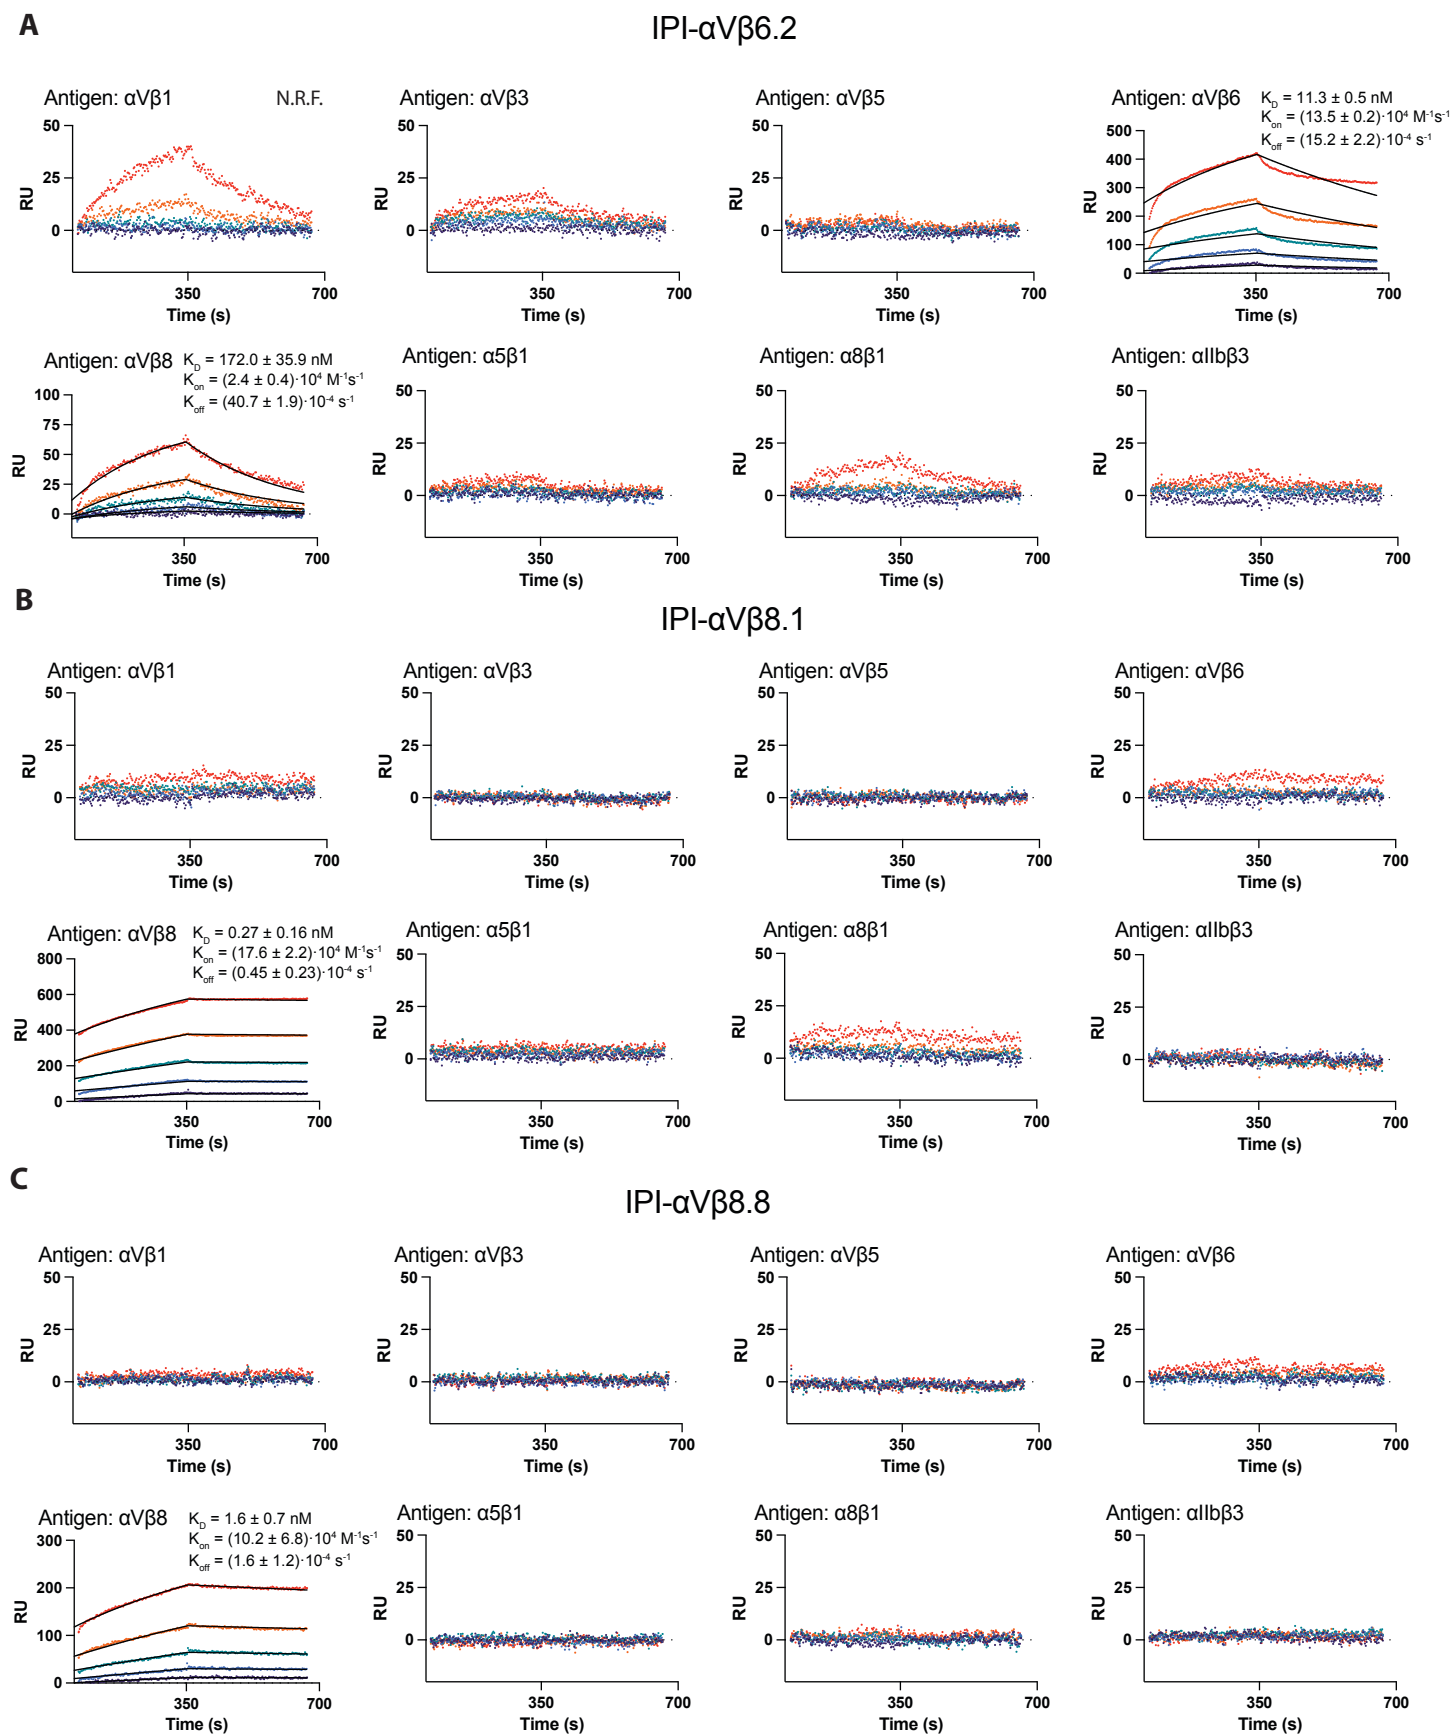 A
IPI-αVβ6.2
Antigen: αVβ1
N.R.F.
50
25
0
RU
350
700
Time (s)
Antigen: αVβ3
50
25
0
RU
350
700
Time (s)
Antigen: αVβ5
50
25
0
RU
350
700
Time (s)
Antigen: αVβ6
K_D = 11.3 ± 0.5 nM
K_on = (13.5 ± 0.2)·10⁴ M⁻¹s⁻¹
K_off = (15.2 ± 2.2)·10⁻⁴ s⁻¹
500
400
300
200
100
0
RU
350
700
Time (s)
Antigen: αVβ8
K_D = 172.0 ± 35.9 nM
K_on = (2.4 ± 0.4)·10⁴ M⁻¹s⁻¹
K_off = (40.7 ± 1.9)·10⁻⁴ s⁻¹
100
75
50
25
0
RU
350
700
Time (s)
Antigen: α5β1
50
25
0
RU
350
700
Time (s)
Antigen: α8β1
50
25
0
RU
350
700
Time (s)
Antigen: αIIbβ3
50
25
0
RU
350
700
Time (s)
B
IPI-αVβ8.1
Antigen: αVβ1
50
25
0
RU
350
700
Time (s)
Antigen: αVβ3
50
25
0
RU
350
700
Time (s)
Antigen: αVβ5
50
25
0
RU
350
700
Time (s)
Antigen: αVβ6
50
25
0
RU
350
700
Time (s)
Antigen: αVβ8
K_D = 0.27 ± 0.16 nM
K_on = (17.6 ± 2.2)·10⁴ M⁻¹s⁻¹
K_off = (0.45 ± 0.23)·10⁻⁴ s⁻¹
800
600
400
200
0
RU
350
700
Time (s)
Antigen: α5β1
50
25
0
RU
350
700
Time (s)
Antigen: α8β1
50
25
0
RU
350
700
Time (s)
Antigen: αIIbβ3
50
25
0
RU
350
700
Time (s)
C
IPI-αVβ8.8
Antigen: αVβ1
50
25
0
RU
350
700
Time (s)
Antigen: αVβ3
50
25
0
RU
350
700
Time (s)
Antigen: αVβ5
50
25
0
RU
350
700
Time (s)
Antigen: αVβ6
50
25
0
RU
350
700
Time (s)
Antigen: αVβ8
K_D = 1.6 ± 0.7 nM
K_on = (10.2 ± 6.8)·10⁴ M⁻¹s⁻¹
K_off = (1.6 ± 1.2)·10⁻⁴ s⁻¹
300
200
100
0
RU
350
700
Time (s)
Antigen: α5β1
50
25
0
RU
350
700
Time (s)
Antigen: α8β1
50
25
0
RU
350
700
Time (s)
Antigen: αIIbβ3
50
25
0
RU
350
700
Time (s)